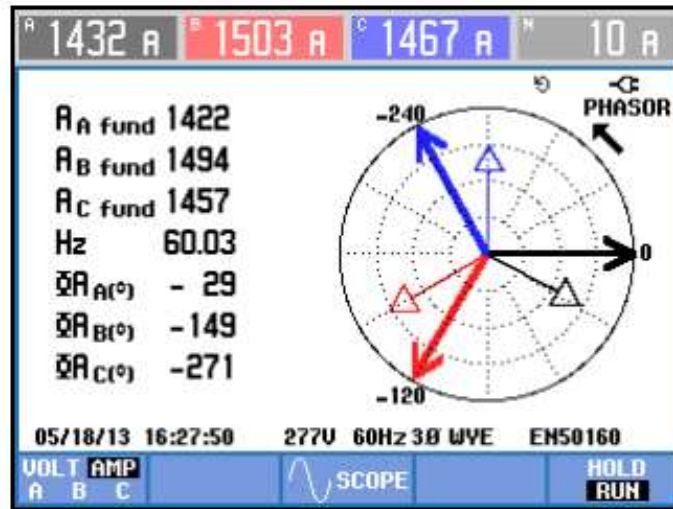 A 1432 A B 1503 A C 1467 A N 10 A
PHASOR
A A fund 1422
A B fund 1494
A C fund 1457
Hz 60.03
ΦA A(°) - 29
ΦA B(°) -149
ΦA C(°) -271
-240
0
-120
05/18/13 16:27:50 277V 60Hz 3Ø WYE EN50160
VOLT AMP
A B C
SCOPE
HOLD
RUN